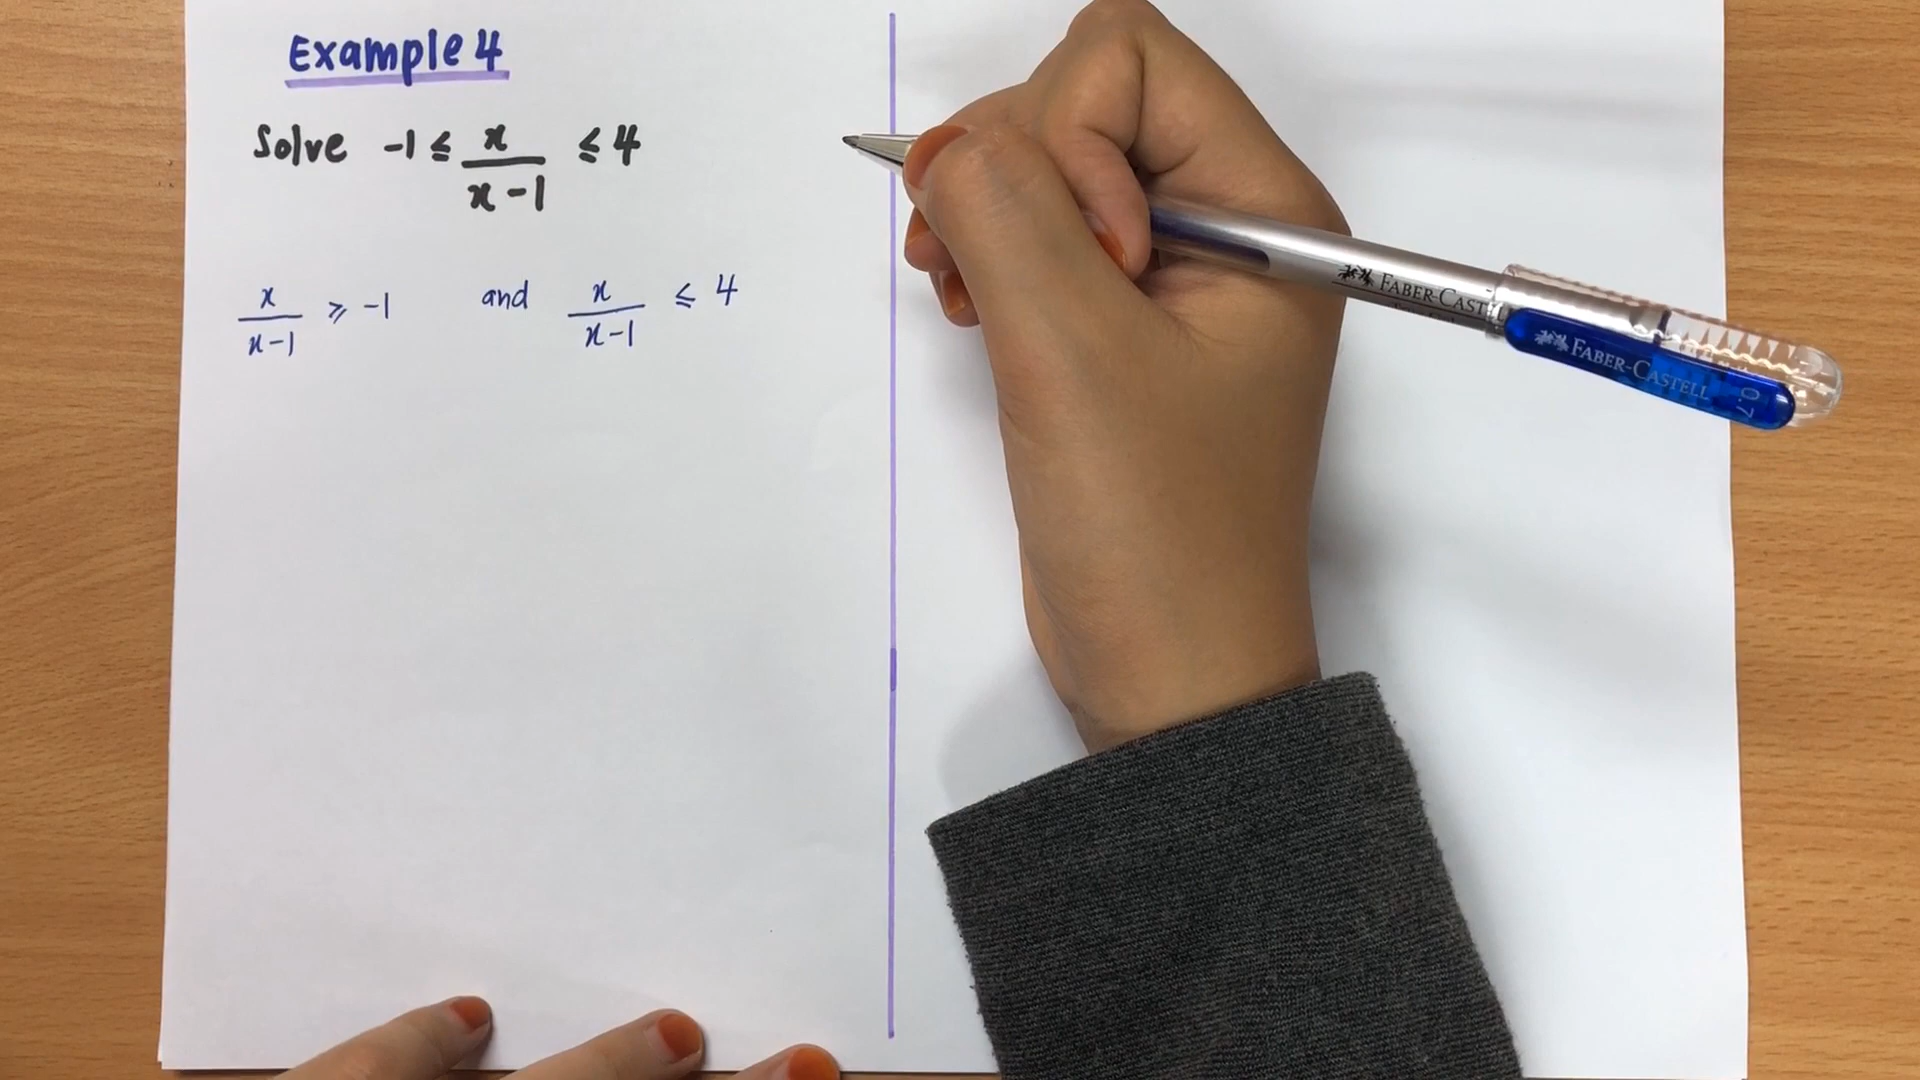 Example 4
Solve -1 ≤ x/(x-1) ≤ 4
x/(x-1) ≥ -1 and x/(x-1) ≤ 4
FABER-CASTELL
FABER-CASTELL 0.7